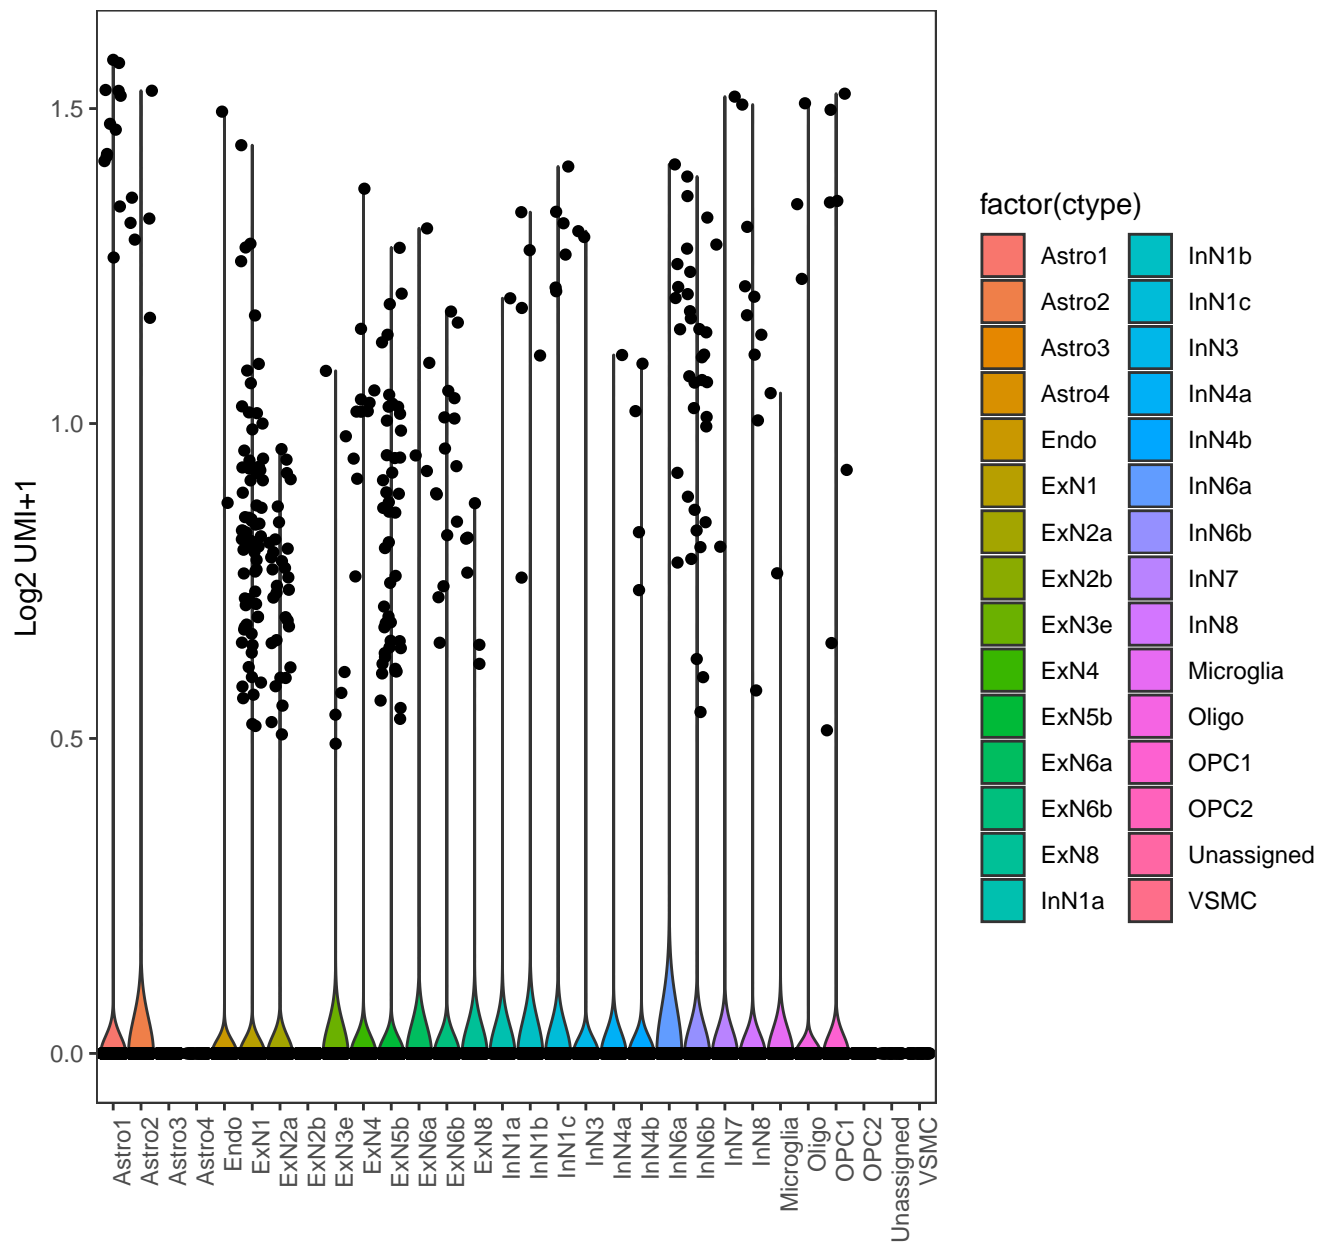 Log2 UMI+1
1.5
1.0
0.5
0.0
Astro1
Astro2
Astro3
Astro4
Endo
ExN1
ExN2a
ExN2b
ExN3e
ExN4
ExN5b
ExN6a
ExN6b
ExN8
InN1a
InN1b
InN1c
InN3
InN4a
InN4b
InN6a
InN6b
InN7
InN8
Microglia
Oligo
OPC1
OPC2
Unassigned
VSMC
factor(ctype)
Astro1
Astro2
Astro3
Astro4
Endo
ExN1
ExN2a
ExN2b
ExN3e
ExN4
ExN5b
ExN6a
ExN6b
ExN8
InN1a
InN1b
InN1c
InN3
InN4a
InN4b
InN6a
InN6b
InN7
InN8
Microglia
Oligo
OPC1
OPC2
Unassigned
VSMC